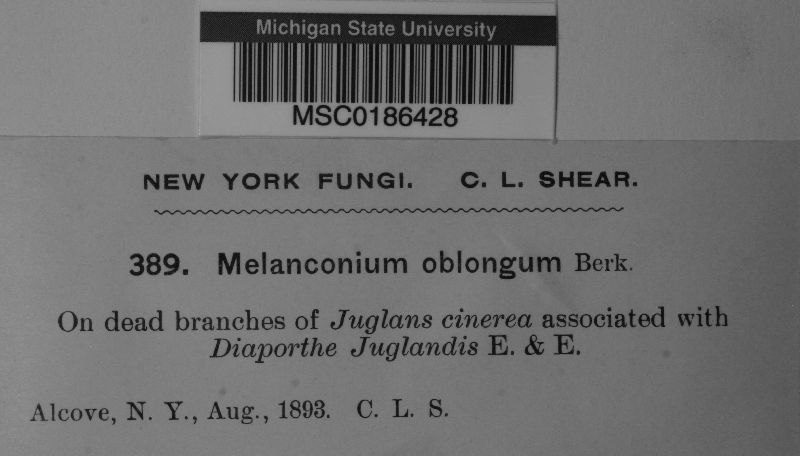 Michigan State University
MSC0186428
NEW YORK FUNGI. C. L. SHEAR.
389. Melanconium oblongum Berk.
On dead branches of Juglans cinerea associated with
Diaporthe Juglandis E. & E.
Alcove, N. Y., Aug., 1893. C. L. S.